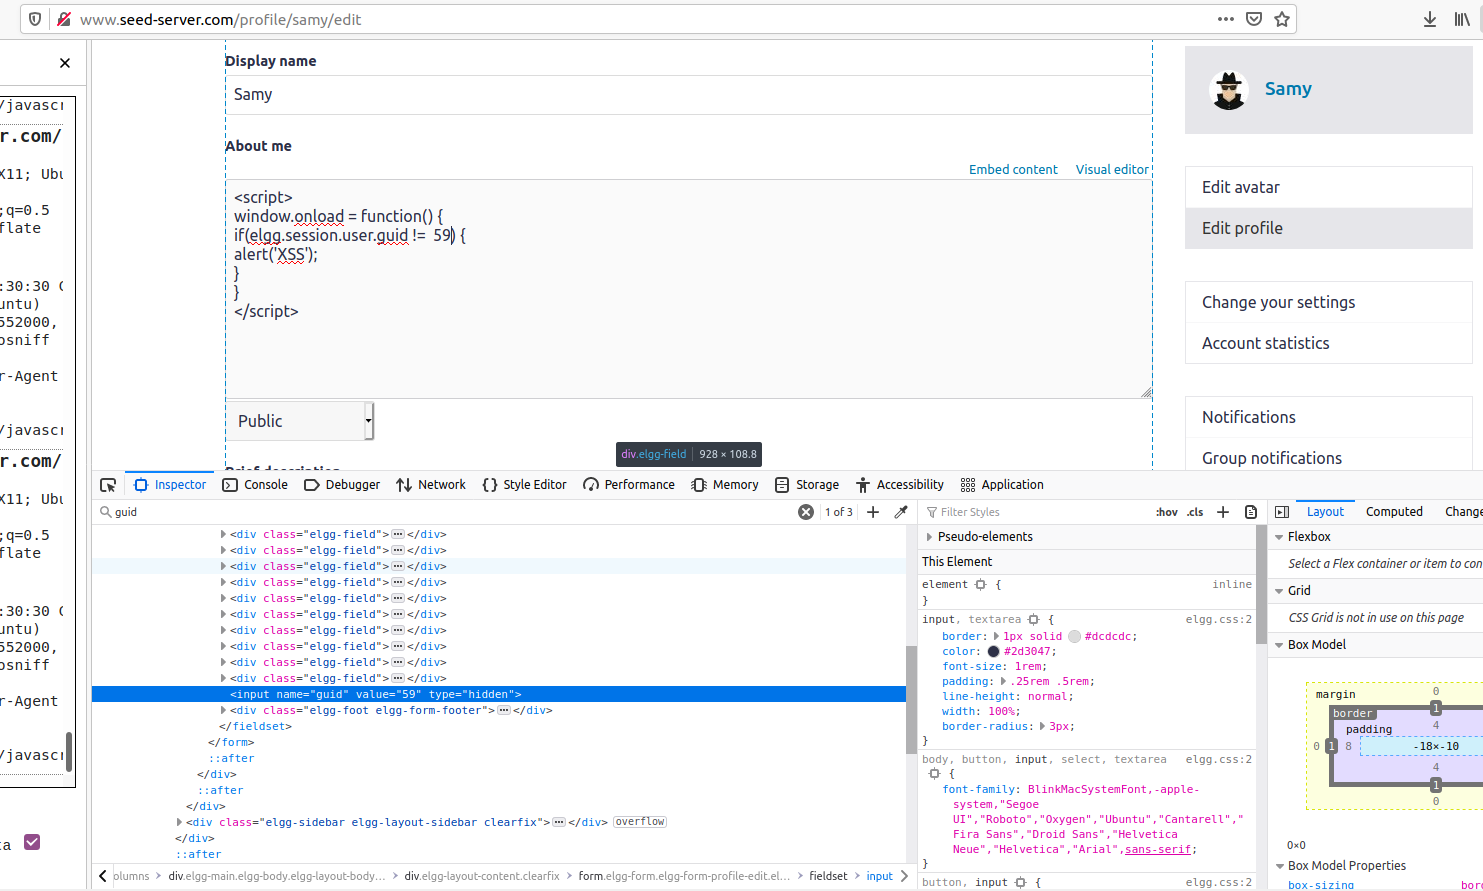 www.seed-server.com/profile/samy/edit
/javascr
r.com/
X11; Ubu
;q=0.5
flate
:30:30 G
untu)
552000,
osniff
r-Agent
/javascr
r.com/
X11; Ubu
;q=0.5
flate
:30:30 G
untu)
552000,
osniff
r-Agent
/javascr
ta
Display name
Samy
About me
Embed content Visual editor
<script>
window.onload = function() {
if(elgg.session.user.guid != 59) {
alert('XSS');
}
}
</script>
Public
Brief description
div.elgg-field 928 × 108.8
Samy
Edit avatar
Edit profile
Change your settings
Account statistics
Notifications
Group notifications
Inspector Console Debugger Network Style Editor Performance Memory Storage Accessibility Application
guid 1 of 3
<div class="elgg-field"></div>
<div class="elgg-field"></div>
<div class="elgg-field"></div>
<div class="elgg-field"></div>
<div class="elgg-field"></div>
<div class="elgg-field"></div>
<div class="elgg-field"></div>
<div class="elgg-field"></div>
<div class="elgg-field"></div>
<div class="elgg-field"></div>
<input name="guid" value="59" type="hidden">
<div class="elgg-foot elgg-form-footer"></div>
</fieldset>
</form>
::after
</div>
::after
</div>
<div class="elgg-sidebar elgg-layout-sidebar clearfix"></div> overflow
</div>
::after
olumns > div.elgg-main.elgg-body.elgg-layout-body… > div.elgg-layout-content.clearfix > form.elgg-form.elgg-form-profile-edit.el… > fieldset > input
Filter Styles :hov .cls
Pseudo-elements
This Element
element { inline
}
input, textarea { elgg.css:2
border: 1px solid #dcdcdc;
color: #2d3047;
font-size: 1rem;
padding: .25rem .5rem;
line-height: normal;
width: 100%;
border-radius: 3px;
}
body, button, input, select, textarea elgg.css:2
{
font-family: BlinkMacSystemFont,-apple-
system,"Segoe
UI","Roboto","Oxygen","Ubuntu","Cantarell","
Fira Sans","Droid Sans","Helvetica
Neue","Helvetica","Arial",sans-serif;
}
button, input { elgg.css:2
Layout Computed Change
Flexbox
Select a Flex container or item to con
Grid
CSS Grid is not in use on this page
Box Model
margin 0
border 1
padding 4
0 1 8 -18×-10
4
1
0
0×0
Box Model Properties
box-sizing bord